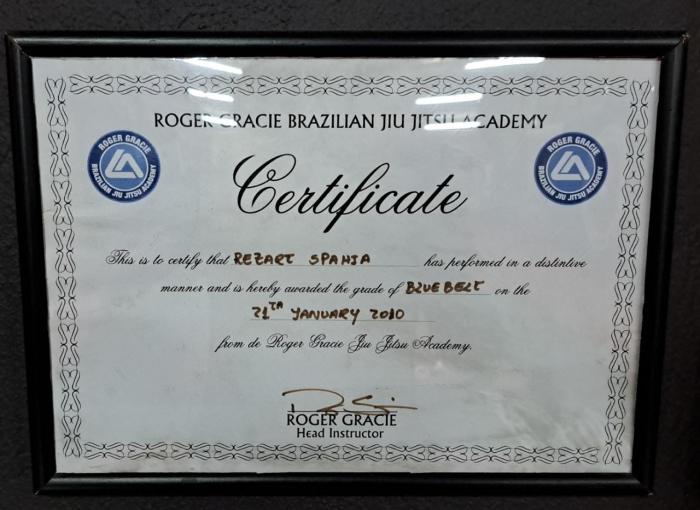 ROGER GRACIE BRAZILIAN JIU JITSU ACADEMY
ROGER GRACIE
BRAZILIAN JIU JITSU ACADEMY
ROGER GRACIE
BRAZILIAN JIU JITSU ACADEMY
Certificate
This is to certify that REZART SPAHJA has performed in a distintive
manner and is hereby awarded the grade of BLUE BELT on the
21TH YANUARY 2010
from de Roger Gracie Jiu Jitsu Academy.
ROGER GRACIE
Head Instructor